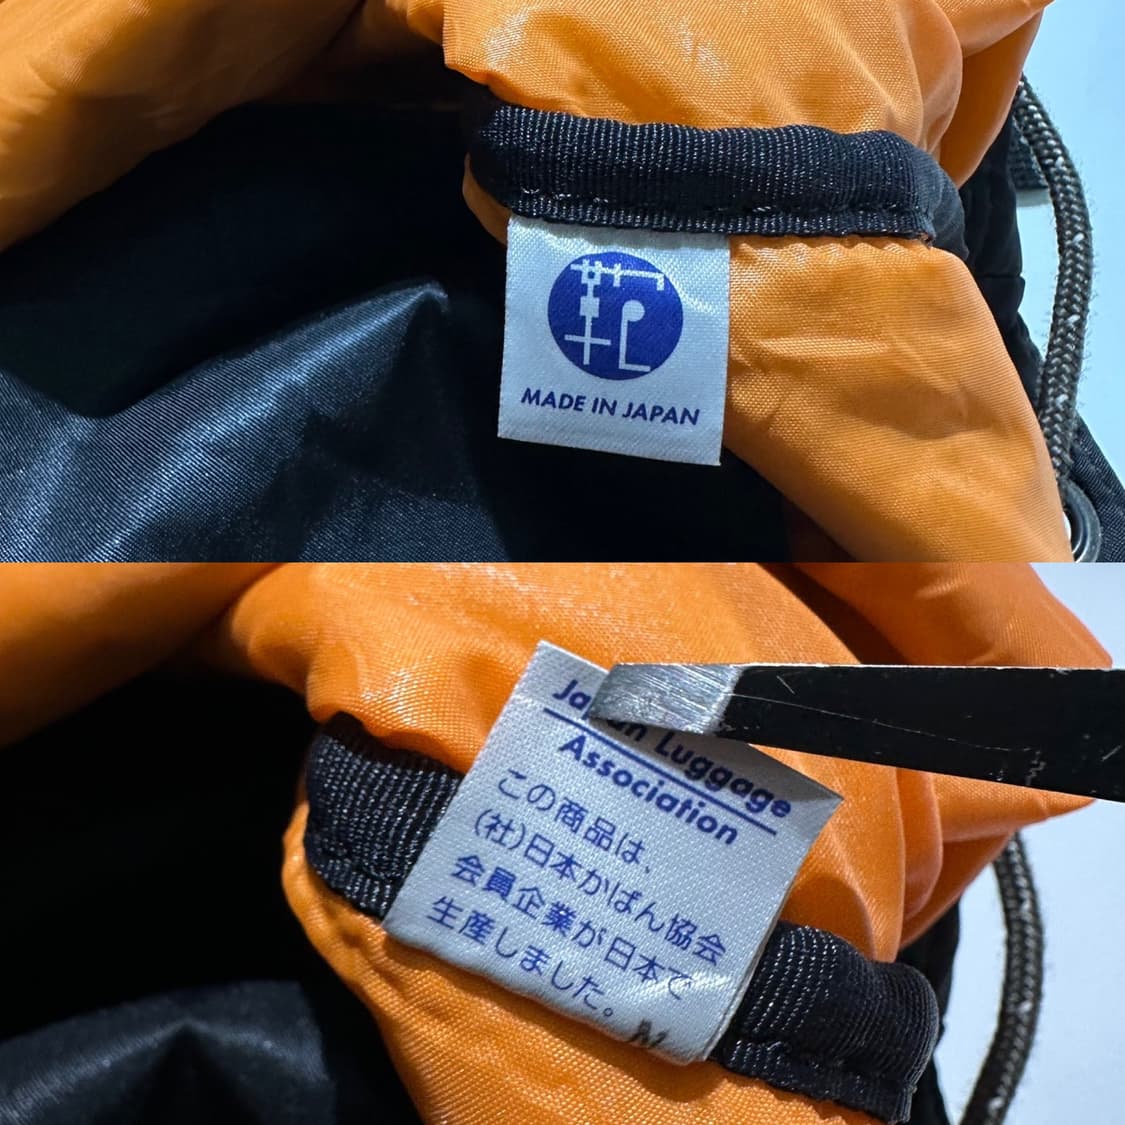 MADE IN JAPAN
Japan Luggage
Association
この商品は、
(社)日本かばん協会
会員企業が日本で
生産しました。